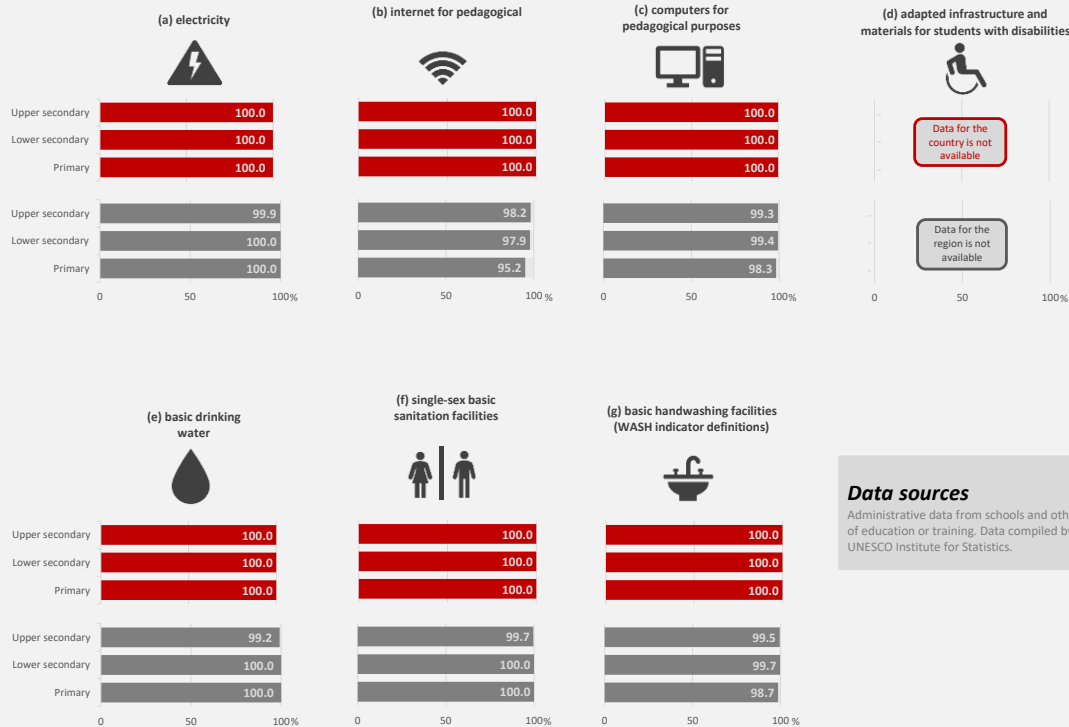 (a) electricity
(b) internet for pedagogical
(c) computers for
pedagogical purposes
(d) adapted infrastructure and
materials for students with disabilities
Upper secondary 100.0 100.0 100.0
Lower secondary 100.0 100.0 100.0
Primary 100.0 100.0 100.0
Data for the
country is not
available
Upper secondary 99.9 98.2 99.3
Lower secondary 100.0 97.9 99.4
Primary 100.0 95.2 98.3
Data for the
region is not
available
0 50 100% 0 50 100 % 0 50 100 % 0 50 100%
(e) basic drinking
water
(f) single-sex basic
sanitation facilities
(g) basic handwashing facilities
(WASH indicator definitions)
Upper secondary 100.0 100.0 100.0
Lower secondary 100.0 100.0 100.0
Primary 100.0 100.0 100.0
Upper secondary 99.2 99.7 99.5
Lower secondary 100.0 100.0 99.7
Primary 100.0 100.0 98.7
0 50 100% 0 50 100% 0 50 100 %
Data sources
Administrative data from schools and oth
of education or training. Data compiled by
UNESCO Institute for Statistics.